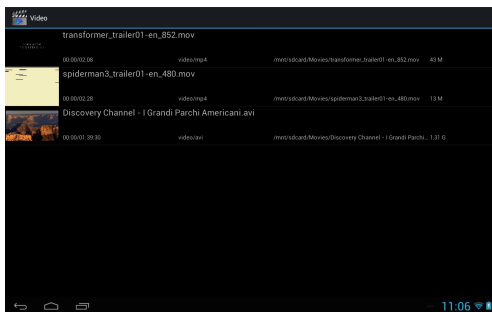 Video
transformer_trailer01-en_852.mov
00:00/02:08 video/mp4 /mnt/sdcard/Movies/transformer_trailer01-en_852.mov 43 M
spiderman3_trailer01-en_480.mov
00:00/02:28 video/mp4 /mnt/sdcard/Movies/spiderman3_trailer01-en_480.mov 13 M
Discovery Channel - I Grandi Parchi Americani.avi
00:00/01:39:30 video/avi /mnt/sdcard/Movies/Discovery Channel - I Grandi Parchi... 1.31 G
11:06